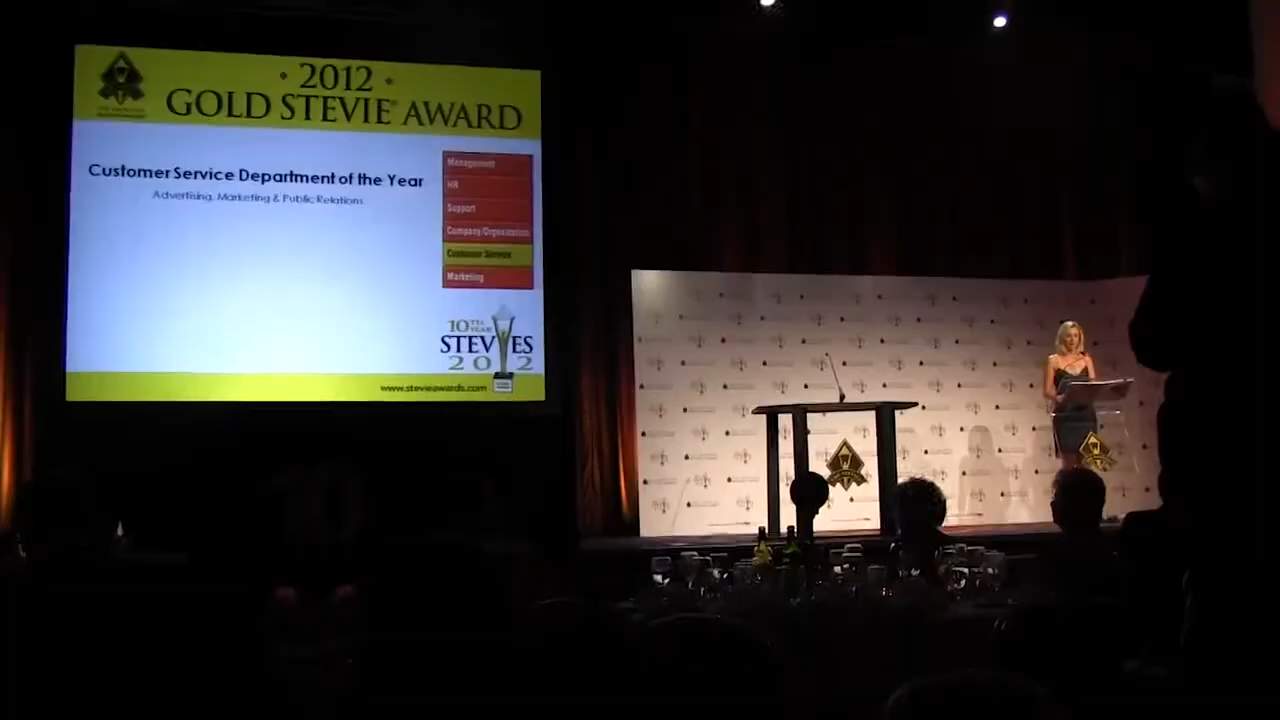 • 2012 •
GOLD STEVIE® AWARD
Customer Service Department of the Year
Advertising, Marketing & Public Relations
Management
HR
Support
Company/Organization
Customer Service
Marketing
10TH
YEAR
STEVIES
2012
www.stevieawards.com